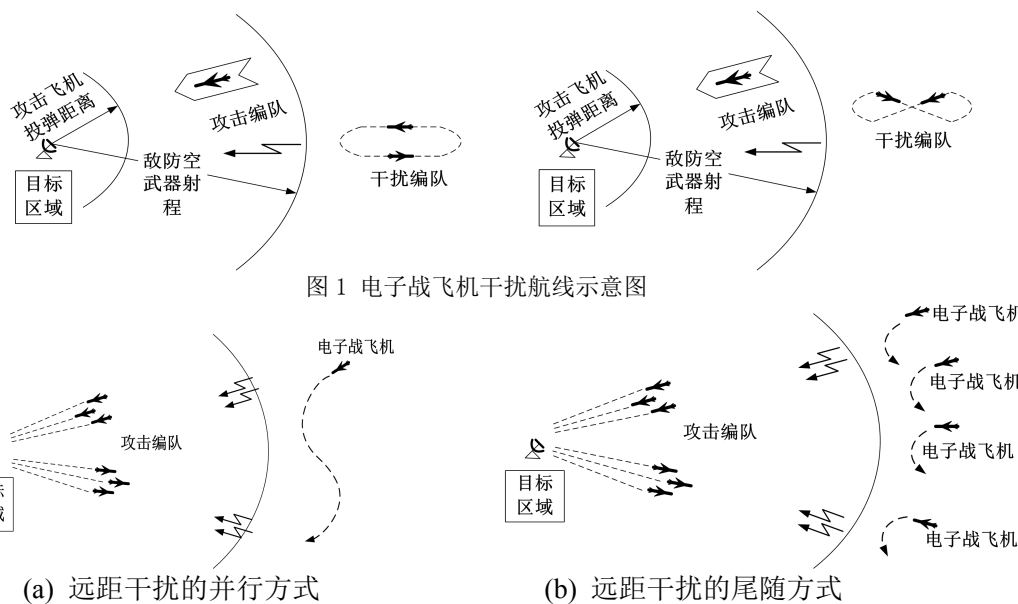 攻击飞机
投弹距离
攻击编队
敌防空
武器射
程
目标
区域
干扰编队
攻击飞机
投弹距离
攻击编队
敌防空
武器射
程
目标
区域
干扰编队
图 1 电子战飞机干扰航线示意图
电子战飞机
攻击编队
电子战飞机
电子战飞机
电子战飞机
电子战飞机
攻击编队
目标
区域
(a) 远距干扰的并行方式
(b) 远距干扰的尾随方式